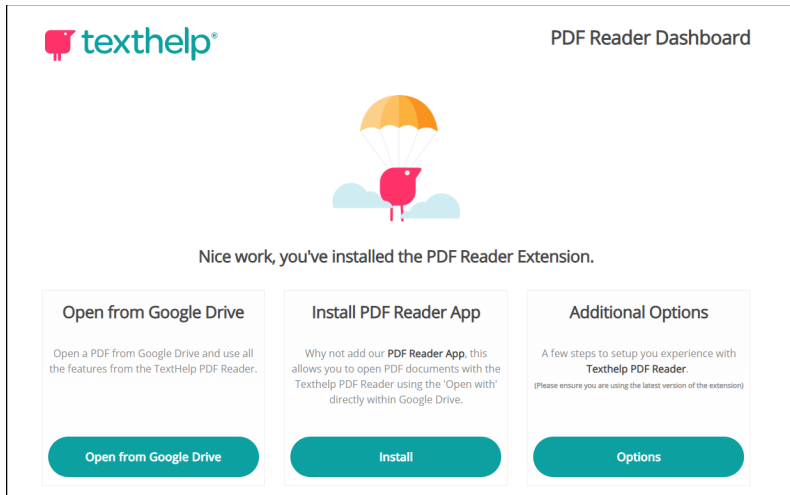 texthelp®
PDF Reader Dashboard
Nice work, you've installed the PDF Reader Extension.
Open from Google Drive
Open a PDF from Google Drive and use all
the features from the TextHelp PDF Reader.
Open from Google Drive
Install PDF Reader App
Why not add our PDF Reader App, this
allows you to open PDF documents with the
Texthelp PDF Reader using the 'Open with'
directly within Google Drive.
Install
Additional Options
A few steps to setup you experience with
Texthelp PDF Reader.
(Please ensure you are using the latest version of the extension)
Options